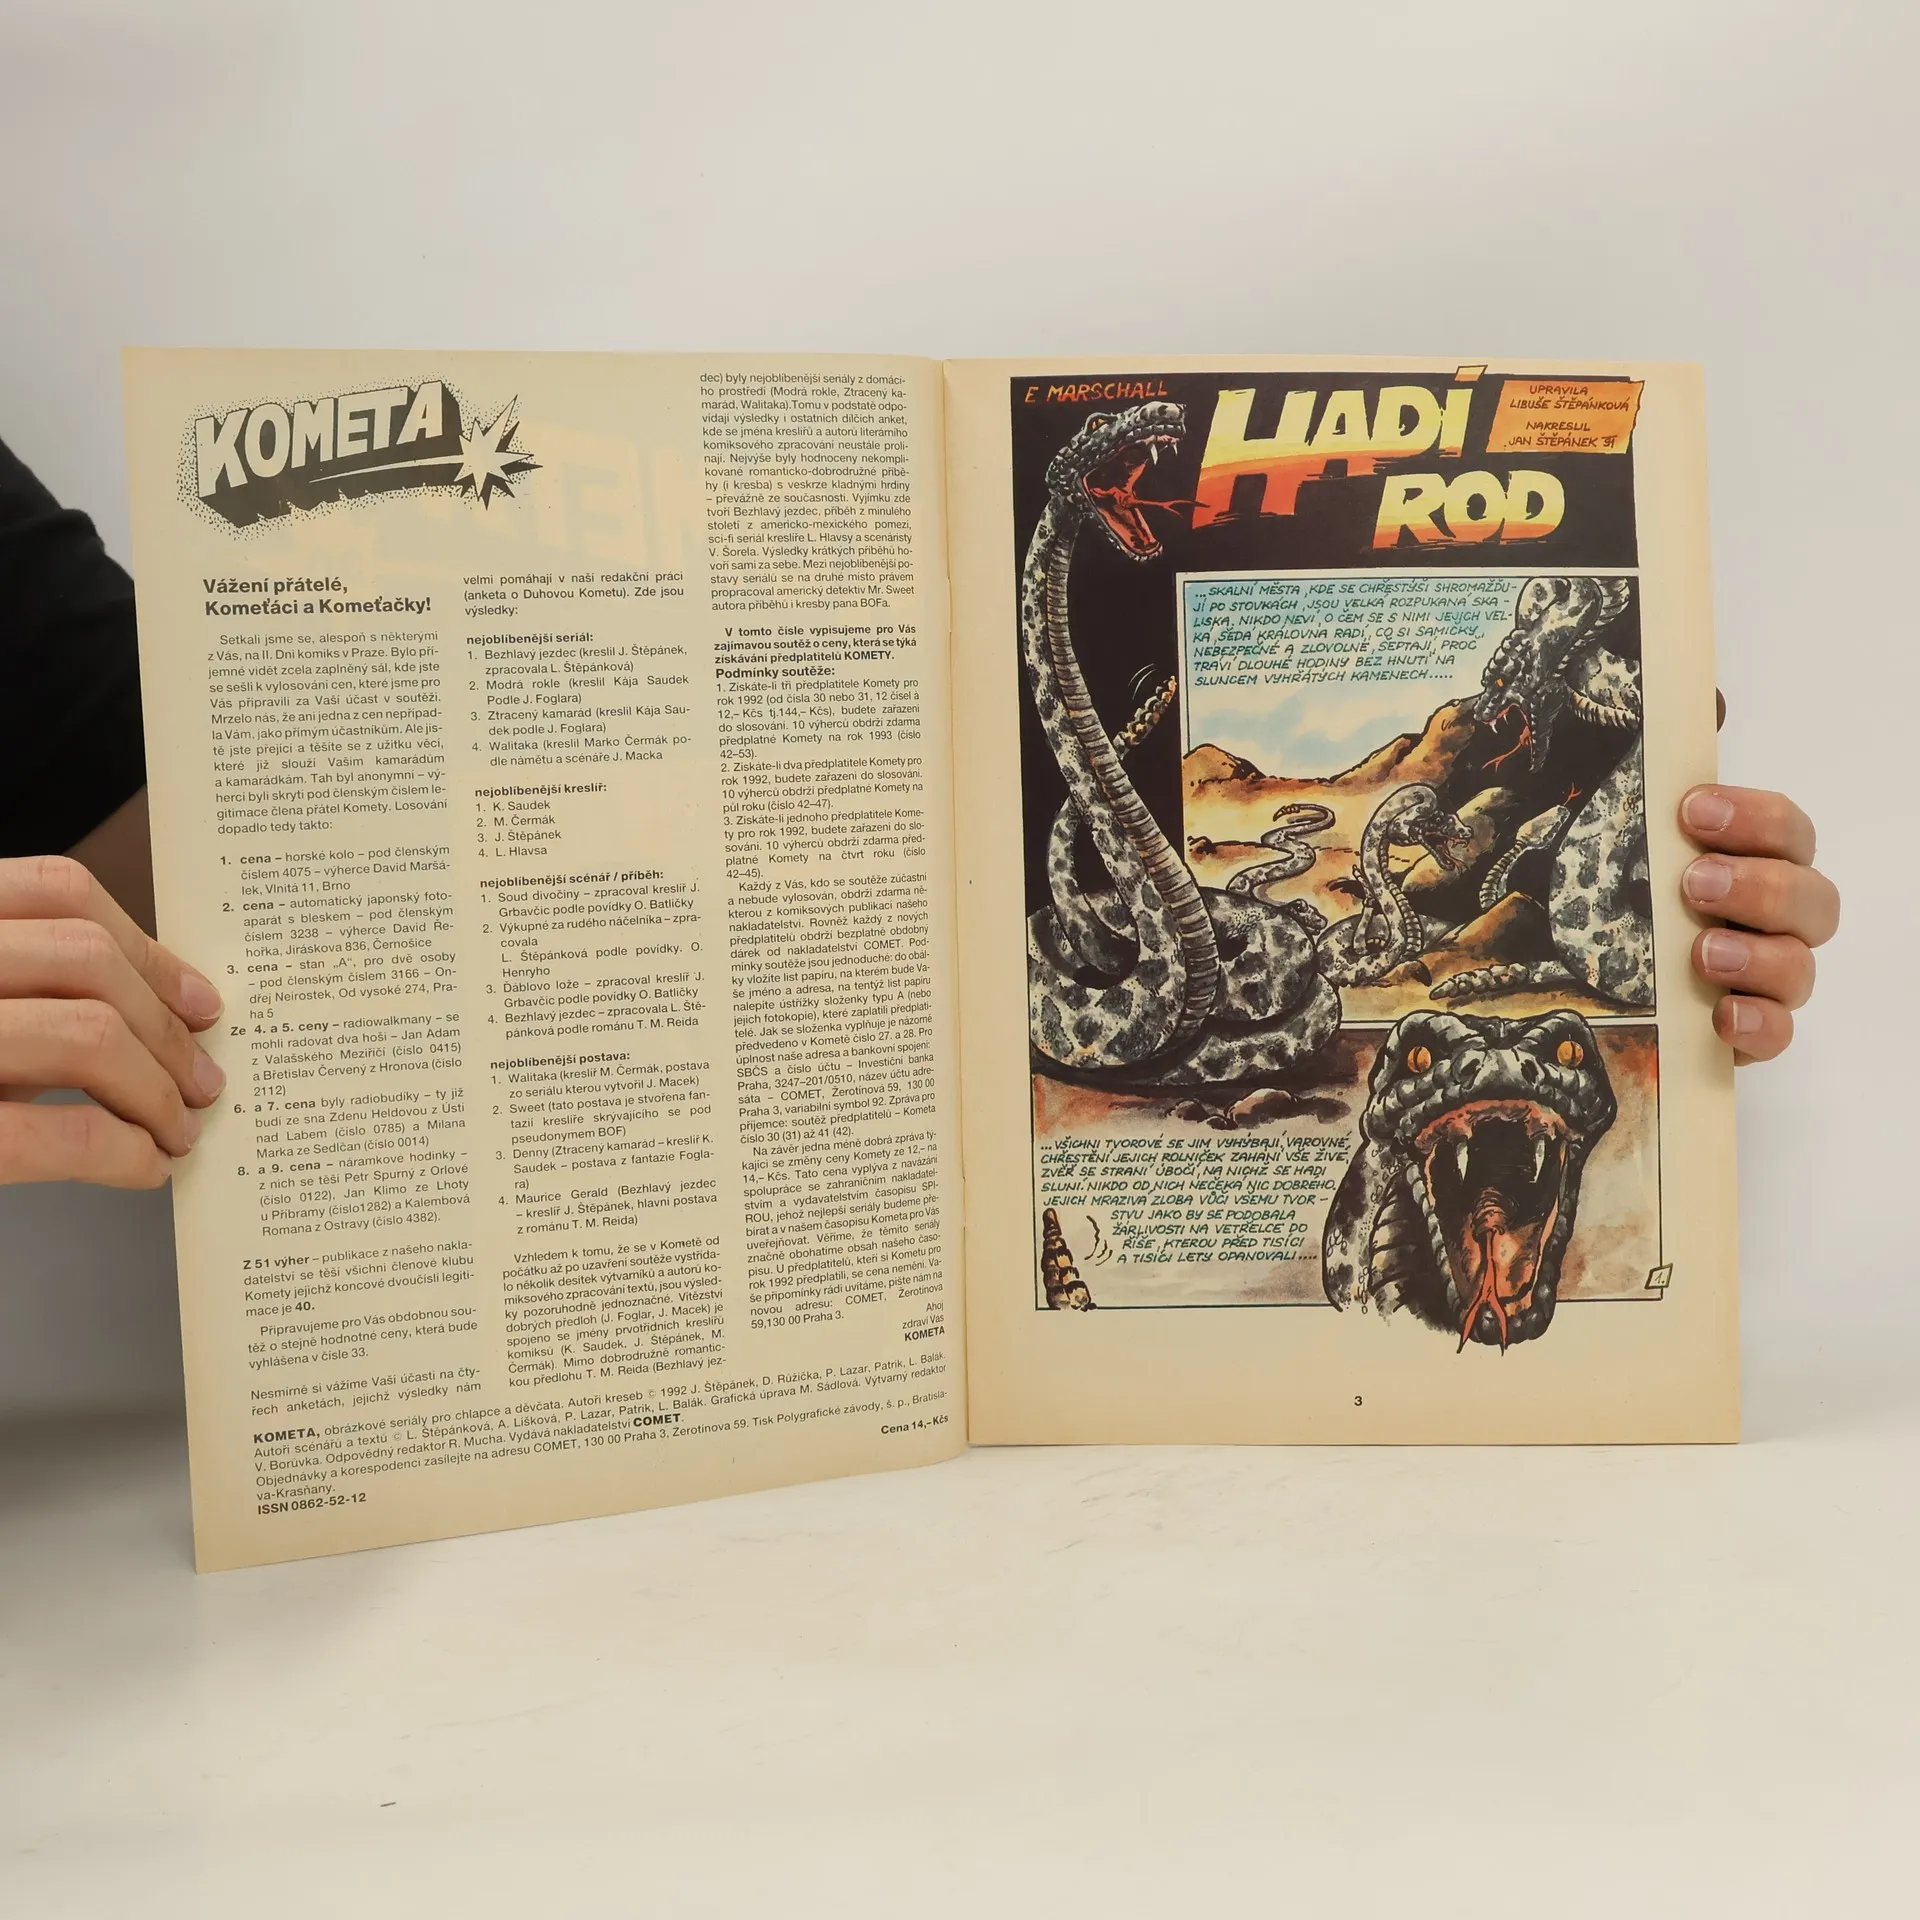 KOMETA
Vážení přátelé,
Kometáci a Kometačky!
Setkali jsme se, alespoň s některými
z Vás, na II. Dni komiks v Praze. Bylo pří-
jemné vidět zcela zaplněný sál, kde jste
se sešli k vylosování cen, které jsme pro
Vás připravili za Vaší účast v soutěži.
Mrzelo nás, že ani jedna z cen nepřipad-
la Vám, jako přímým účastníkům. Ale jis-
tě jste přející a těšíte se z užitku věcí,
které již slouží Vašim kamarádům
a kamarádkám. Tah byl anonymní – vý-
herci byli skryti pod členským číslem le-
gitimace člena přátel Komety. Losování
dopadlo tedy takto:
1. cena – horské kolo – pod členským
číslem 4075 – výherce David Maršá-
lek, Vlnitá 11, Brno
2. cena – automatický japonský foto-
aparát s bleskem – pod členským
číslem 3238 – výherce David Ře-
hořka, Jiráskova 836, Černošice
3. cena – stan „A“, pro dvě osoby
– pod členským číslem 3166 – On-
dřej Neirostek, Od vysoké 274, Pra-
ha 5
Ze 4. a 5. ceny – radiowalkmany – se
mohli radovat dva hoši – Jan Adam
z Valašského Meziříčí (číslo 0415)
a Břetislav Červený z Hronova (číslo
2112)
6. a 7. cena byly radiobudíky – ty již
budí ze sna Zdenu Heldovou z Ústí
nad Labem (číslo 0785) a Milana
Marka ze Sedlčan (číslo 0014)
8. a 9. cena – náramkové hodinky –
z nich se těší Petr Spurný z Orlové
(číslo 0122), Jan Klimo ze Lhoty
u Příbramy (číslo1282) a Kalembová
Romana z Ostravy (číslo 4382).
Z 51 výher – publikace z našeho nakla-
datelství se těší všichni členové klubu
Komety jejichž koncové dvoučíslí legiti-
mace je 40.
Připravujeme pro Vás obdobnou sou-
těž o stejně hodnotné ceny, která bude
vyhlášena v čísle 33.
Nesmírně si vážíme Vaší účasti na čty-
řech anketách, jejichž výsledky nám
velmi pomáhají v naší redakční práci
(anketa o Duhovou Kometu). Zde jsou
výsledky:
nejoblíbenější seriál:
1. Bezhlavý jezdec (kreslil J. Štěpánek,
zpracovala L. Štěpánková)
2. Modrá rokle (kreslil Kája Saudek
Podle J. Foglara)
3. Ztracený kamarád (kreslil Kája Sau-
dek podle J. Foglara)
4. Walitaka (kreslil Marko Čermák po-
dle námětu a scénáře J. Macka)
nejoblíbenější kreslíř:
1. K. Saudek
2. M. Čermák
3. J. Štěpánek
4. L. Hlavsa
nejoblíbenější scénář / příběh:
1. Soud divočiny – zpracoval kreslíř J.
Grbavčic podle povídky O. Batličky
2. Výkupné za rudého náčelníka – zpra-
covala
L. Štěpánková podle povídky. O.
Henryho
3. Ďáblovo lože – zpracoval kreslíř J.
Grbavčic podle povídky O. Batličky
4. Bezhlavý jezdec – zpracovala L. Ště-
pánková podle románu T. M. Reida
nejoblíbenější postava:
1. Walitaka (kreslíř M. Čermák, postava
zo seriálu kterou vytvořil J. Macek)
2. Sweet (tato postava je stvořena fan-
tazií kreslíře skrývajícího se pod
pseudonymem BOF)
3. Denny (Ztracený kamarád – kreslíř K.
Saudek – postava z fantazie Fogla-
ra)
4. Maurice Gerald (Bezhlavý jezdec
– kreslíř J. Štěpánek, hlavní postava
z románu T. M. Reida)
Vzhledem k tomu, že se v Kometě od
počátku až po uzavření soutěže vystřída-
lo několik desítek výtvarníků a autorů ko-
miksového zpracování textů, jsou výsled-
ky pozoruhodně jednoznačné. Vítězství
dobrých předloh (J. Foglar, J. Macek) je
spojeno se jmény prvotřídních kreslířů
komiksů (K. Saudek, J. Štěpánek, M.
Čermák). Mimo dobrodružně romantic-
kou předlohu T. M. Reida (Bezhlavý jez-
dec) byly nejoblíbenější seriály z domácí-
ho prostředí (Modrá rokle, Ztracený ka-
marád, Walitaka).Tomu v podstatě odpo-
vídají výsledky i ostatních dílčích anket,
kde se jména kreslířů a autorů literárního
komiksového zpracování neustále prolí-
nají. Nejvýše byly hodnoceny nekompli-
kované romanticko-dobrodružné příbě-
hy (i kresba) s veskrze kladnými hrdiny
– převážně ze současnosti. Výjimku zde
tvoří Bezhlavý jezdec, příběh z minulého
století z americko-mexického pomezí,
sci-fi seriál kreslíře L. Hlavsy a scenáristy
V. Šorela. Výsledky krátkých příběhů ho-
voří sami za sebe. Mezi nejoblíbenější po-
stavy seriálů se na druhé místo právem
propracoval americký detektiv Mr. Sweet
autora příběhů i kresby pana BOFa.
V tomto čísle vypisujeme pro Vás
zajímavou soutěž o ceny, která se týká
získávání předplatitelů KOMETY.
Podmínky soutěže:
1. Získáte-li tři předplatitele Komety pro
rok 1992 (od čísla 30 nebo 31, 12 čísel à
12,– Kčs tj.144,– Kčs), budete zařazeni
do slosování. 10 výherců obdrží zdarma
předplatné Komety na rok 1993 (číslo
42–53).
2. Získáte-li dva předplatitele Komety pro
rok 1992, budete zařazeni do slosování.
10 výherců obdrží předplatné Komety na
půl roku (číslo 42–47).
3. Získáte-li jednoho předplatitele Kome-
ty pro rok 1992, budete zařazeni do slo-
sování. 10 výherců obdrží zdarma před-
platné Komety na čtvrt roku (číslo
42–45).
Každý z Vás, kdo se soutěže zúčastní
a nebude vylosován, obdrží zdarma ně-
kterou z komiksových publikací našeho
nakladatelství. Rovněž každý z nových
předplatitelů obdrží bezplatně obdobný
dárek od nakladatelství COMET. Pod-
mínky soutěže jsou jednoduché: do obál-
ky vložíte list papíru, na kterém bude Va-
še jméno a adresa, na tentýž list papíru
nalepíte ústřižky složenky typu A (nebo
jejich fotokopie), které zaplatili předplati-
telé. Jak se složenka vyplňuje je názorně
předvedeno v Kometě číslo 27. a 28. Pro
úplnost naše adresa a bankovní spojení:
SBČS a číslo účtu – Investiční banka
Praha, 3247–201/0510, název účtu adre-
sáta – COMET, Žerotínova 59, 130 00
Praha 3, variabilní symbol 92. Zpráva pro
příjemce: soutěž předplatitelů – Kometa
číslo 30 (31) až 41 (42).
Na závěr jedna méně dobrá zpráva tý-
kající se změny ceny Komety ze 12,– na
14,– Kčs. Tato cena vyplývá z navázání
spolupráce se zahraničním nakladatel-
stvím a vydavatelstvím časopisu SPI-
ROU, jehož nejlepší seriály budeme pře-
bírat a v našem časopisu Kometa pro Vás
uveřejňovat. Věříme, že těmito seriály
značně obohatíme obsah našeho časo-
pisu. U předplatitelů, kteří si Kometu pro
rok 1992 předplatili, se cena nemění. Va-
še připomínky rádi uvítáme, pište nám na
novou adresu: COMET, Žerotínova
59,130 00 Praha 3.
Ahoj
zdraví Vás
KOMETA
KOMETA, obrázkové seriály pro chlapce a děvčata. Autoři kreseb © 1992 J. Štěpánek, D. Růžička, P. Lazar, Patrik, L. Balák.
Autoři scénářů a textů © L. Štěpánková, A. Lišková, P. Lazar, Patrik, L. Balák. Grafická úprava M. Sádlová. Výtvarný redaktor
V. Borůvka. Odpovědný redaktor R. Mucha. Vydává nakladatelství COMET.
Objednávky a korespodenci zasílejte na adresu COMET, 130 00 Praha 3, Žerotínova 59. Tisk Polygrafické závody, š. p., Bratisla-
va-Krasňany.
ISSN 0862-52-12
Cena 14,– Kčs
E MARSCHALL
HADÍ
ROD
UPRAVILA
LIBUŠE ŠTĚPÁNKOVÁ
NAKRESLIL
JAN ŠTĚPÁNEK 91
...SKALNÍ MĚSTA, KDE SE CHŘESTÝŠI SHROMAŽĎU-
JÍ PO STOVKÁCH, JSOU VELKÁ ROZPUKANÁ SKA-
LISKA. NIKDO NEVÍ, O ČEM SE S NIMI JEJICH VEL-
KÁ ŠEDÁ KRÁLOVNA RADÍ, CO SI SAMIČKY,
NEBEZPEČNÉ A ZLOVOLNÉ, ŠEPTAJÍ, PROČ
TRÁVÍ DLOUHÉ HODINY BEZ HNUTÍ NA
SLUNCEM VYHŘÁTÝCH KAMENECH.....
...VŠICHNI TVOROVÉ SE JIM VYHÝBAJÍ, VAROVNÉ
CHŘESTĚNÍ JEJICH ROLNIČEK ZAHÁNÍ VŠE ŽIVÉ,
ZVĚŘ SE STRANÍ ÚBOČÍ, NA NICHŽ SE HADI
SLUNÍ. NIKDO OD NICH NEČEKÁ NIC DOBRÉHO.
JEJICH MRAZIVÁ ZLOBA VŮČI VŠEMU TVOR –
STVU JAKO BY SE PODOBALA
ŽÁRLIVOSTI NA VETŘELCE DO
ŘÍŠE, KTEROU PŘED TISÍCI
A TISÍCI LETY OPANOVALI....
1.
3